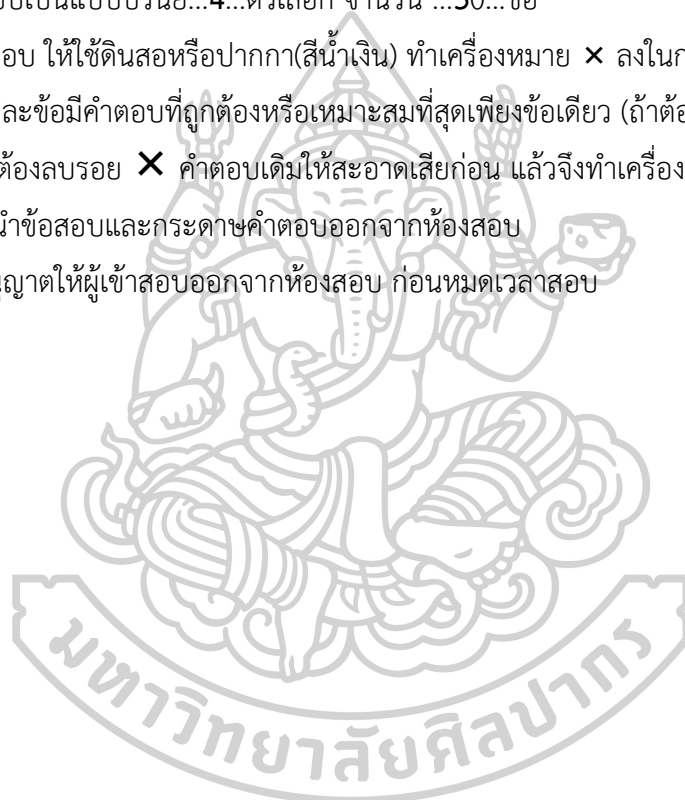 เป็นแบบปรนัย...4...ตัวเลือก จำนวน ...30...ข้อ
อบ ให้ใช้ดินสอหรือปากกา(สีน้ำเงิน) ทำเครื่องหมาย × ลงในก
ละข้อมีคำตอบที่ถูกต้องหรือเหมาะสมที่สุดเพียงข้อเดียว (ถ้าต้อ
ต้องลบรอย × คำตอบเดิมให้สะอาดเสียก่อน แล้วจึงทำเครื่อง
นำข้อสอบและกระดาษคำตอบออกจากห้องสอบ
ญาตให้ผู้เข้าสอบออกจากห้องสอบ ก่อนหมดเวลาสอบ
มหาวิทยาลัยศิลปากร